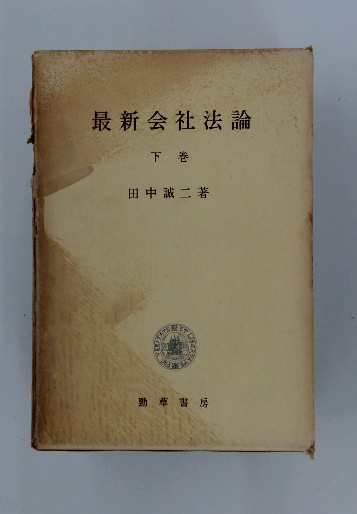 最新会社法論
下巻
田中誠二著
勁草書房